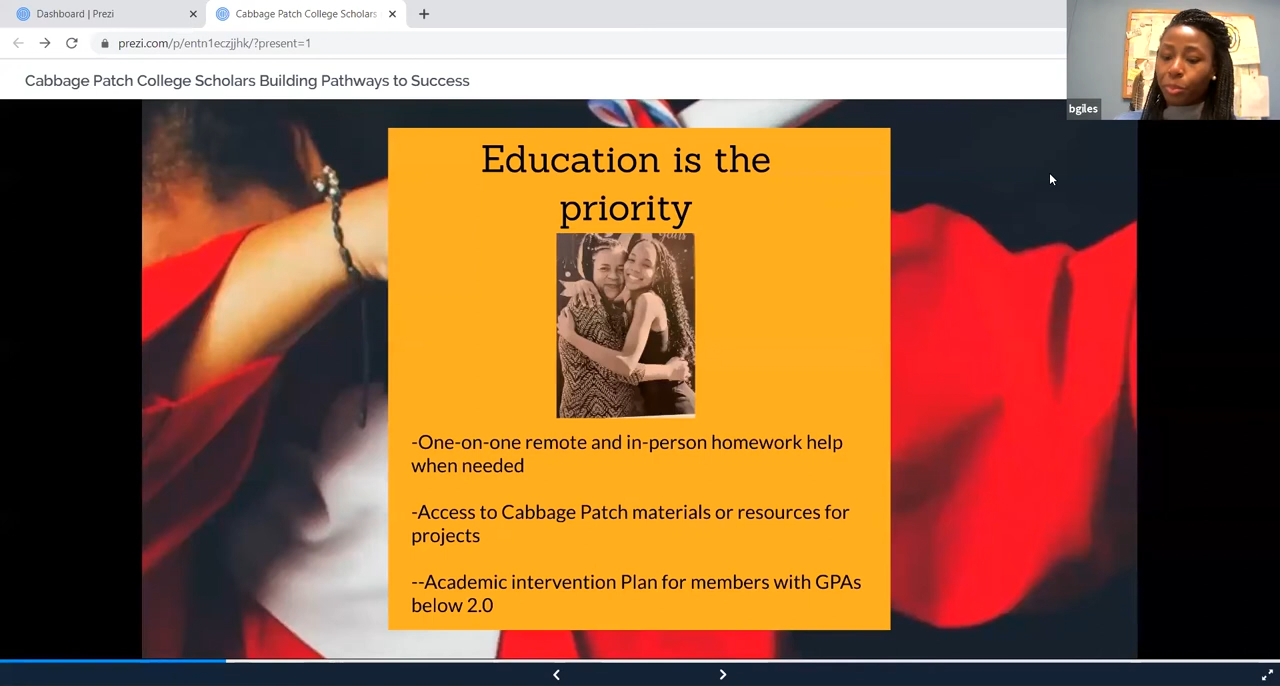 Dashboard | Prezi
Cabbage Patch College Scholars
prezi.com/p/entn1eczjjhk/?present=1
Cabbage Patch College Scholars Building Pathways to Success
bgiles
Education is the
priority
-One-on-one remote and in-person homework help
when needed
-Access to Cabbage Patch materials or resources for
projects
--Academic intervention Plan for members with GPAs
below 2.0